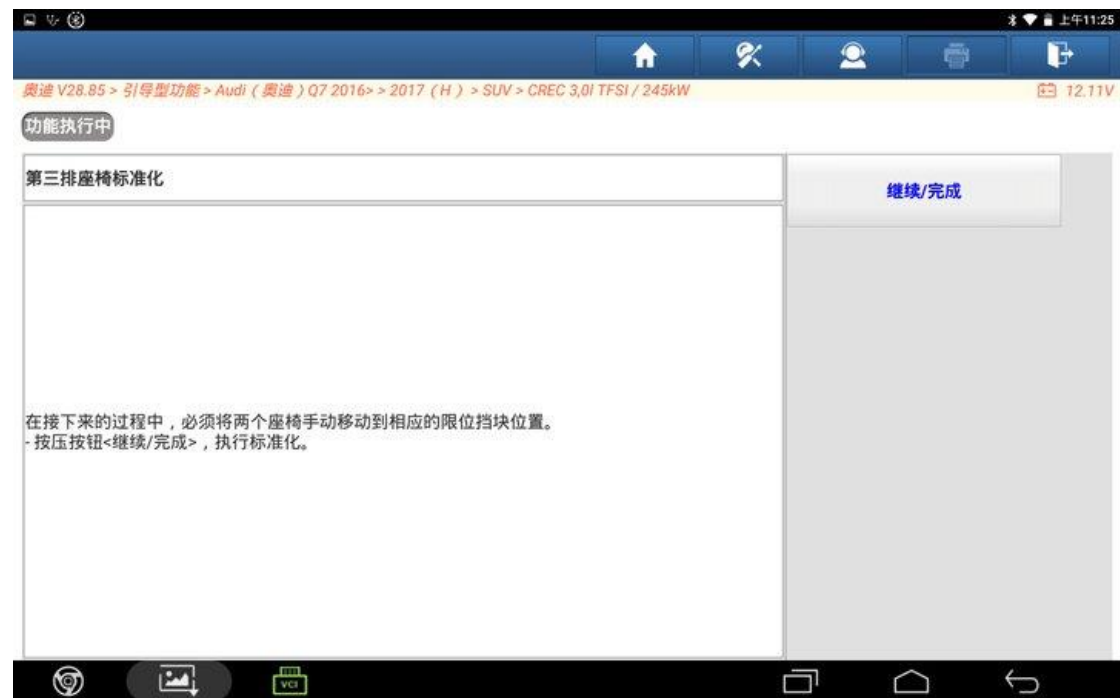 上午11:25
奥迪 V28.85 > 引导型功能 > Audi（奥迪）Q7 2016> > 2017（H）> SUV > CREC 3,0l TFSI / 245kW
12.11V
功能执行中
第三排座椅标准化
继续/完成
在接下来的过程中，必须将两个座椅手动移动到相应的限位挡块位置。
- 按压按钮<继续/完成>，执行标准化。
VCI